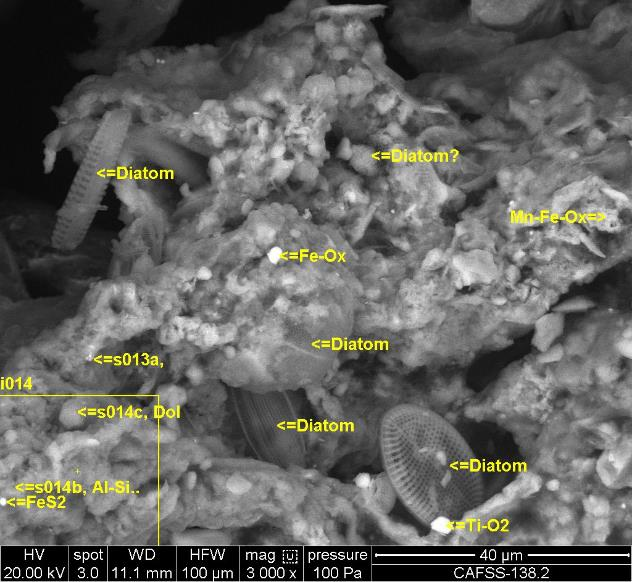 <=Diatom?
<=Diatom
Mn-Fe-Ox=>
<=Fe-Ox
<=Diatom
<=s013a,
i014
<=s014c, Dol
<=Diatom
<=Diatom
<=s014b, Al-Si..
<=FeS2
<=Ti-O2
HV spot WD HFW mag pressure 40 µm
20.00 kV 3.0 11.1 mm 100 µm 3 000 x 100 Pa CAFSS-138.2